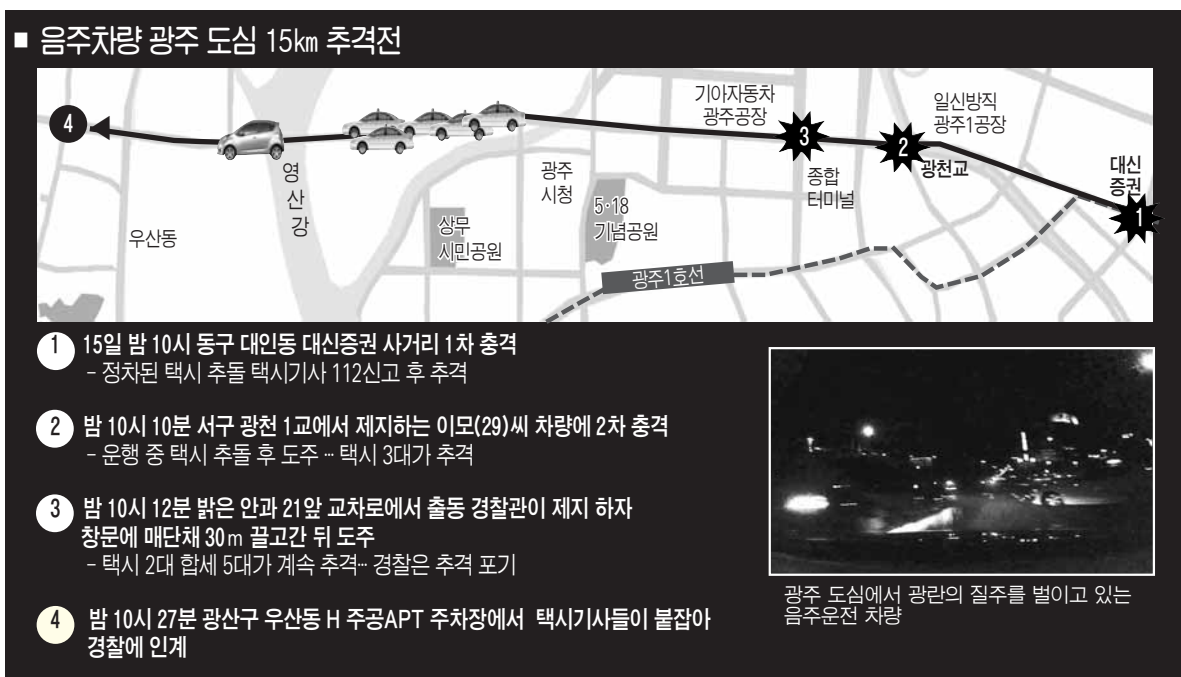 ■ 음주차량 광주 도심 15㎞ 추격전
4
기아자동차
광주공장
일신방직
광주1공장
3
2
광천교
대신
증권
1
영
산
강
광주
시청
종합
터미널
5·18
기념공원
상무
시민공원
우산동
광주1호선
1 15일 밤 10시 동구 대인동 대신증권 사거리 1차 충격
- 정차된 택시 추돌 택시기사 112신고 후 추격
2 밤 10시 10분 서구 광천 1교에서 제지하는 이모(29)씨 차량에 2차 충격
- 운행 중 택시 추돌 후 도주 … 택시 3대가 추격
3 밤 10시 12분 밝은 안과 21앞 교차로에서 출동 경찰관이 제지 하자
창문에 매단채 30m 끌고간 뒤 도주
- 택시 2대 합세 5대가 계속 추격… 경찰은 추격 포기
4 밤 10시 27분 광산구 우산동 H 주공APT 주차장에서 택시기사들이 붙잡아
경찰에 인계
광주 도심에서 광란의 질주를 벌이고 있는
음주운전 차량